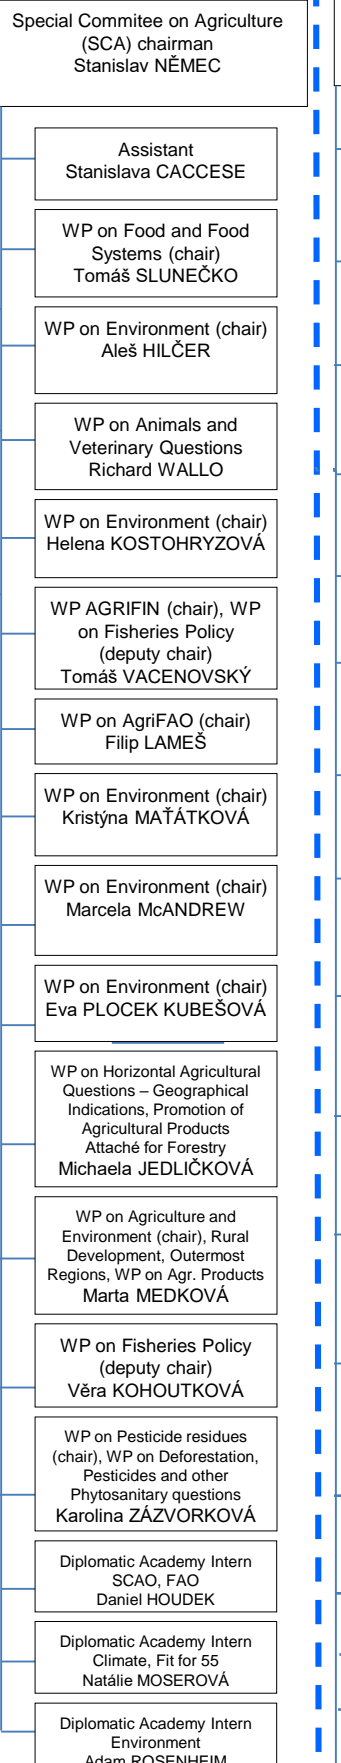 Special Commitee on Agriculture
(SCA) chairman
Stanislav NĚMEC
Assistant
Stanislava CACCESE
WP on Food and Food
Systems (chair)
Tomáš SLUNEČKO
WP on Environment (chair)
Aleš HILČER
WP on Animals and
Veterinary Questions
Richard WALLO
WP on Environment (chair)
Helena KOSTOHRYZOVÁ
WP AGRIFIN (chair), WP
on Fisheries Policy
(deputy chair)
Tomáš VACENOVSKÝ
WP on AgriFAO (chair)
Filip LAMEŠ
WP on Environment (chair)
Kristýna MAŤÁTKOVÁ
WP on Environment (chair)
Marcela McANDREW
WP on Environment (chair)
Eva PLOCEK KUBEŠOVÁ
WP on Horizontal Agricultural
Questions – Geographical
Indications, Promotion of
Agricultural Products
Attaché for Forestry
Michaela JEDLIČKOVÁ
WP on Agriculture and
Environment (chair), Rural
Development, Outermost
Regions, WP on Agr. Products
Marta MEDKOVÁ
WP on Fisheries Policy
(deputy chair)
Věra KOHOUTKOVÁ
WP on Pesticide residues
(chair), WP on Deforestation,
Pesticides and other
Phytosanitary questions
Karolina ZÁZVORKOVÁ
Diplomatic Academy Intern
SCAO, FAO
Daniel HOUDEK
Diplomatic Academy Intern
Climate, Fit for 55
Natálie MOSEROVÁ
Diplomatic Academy Intern
Environment
Adam ROSENHEIM